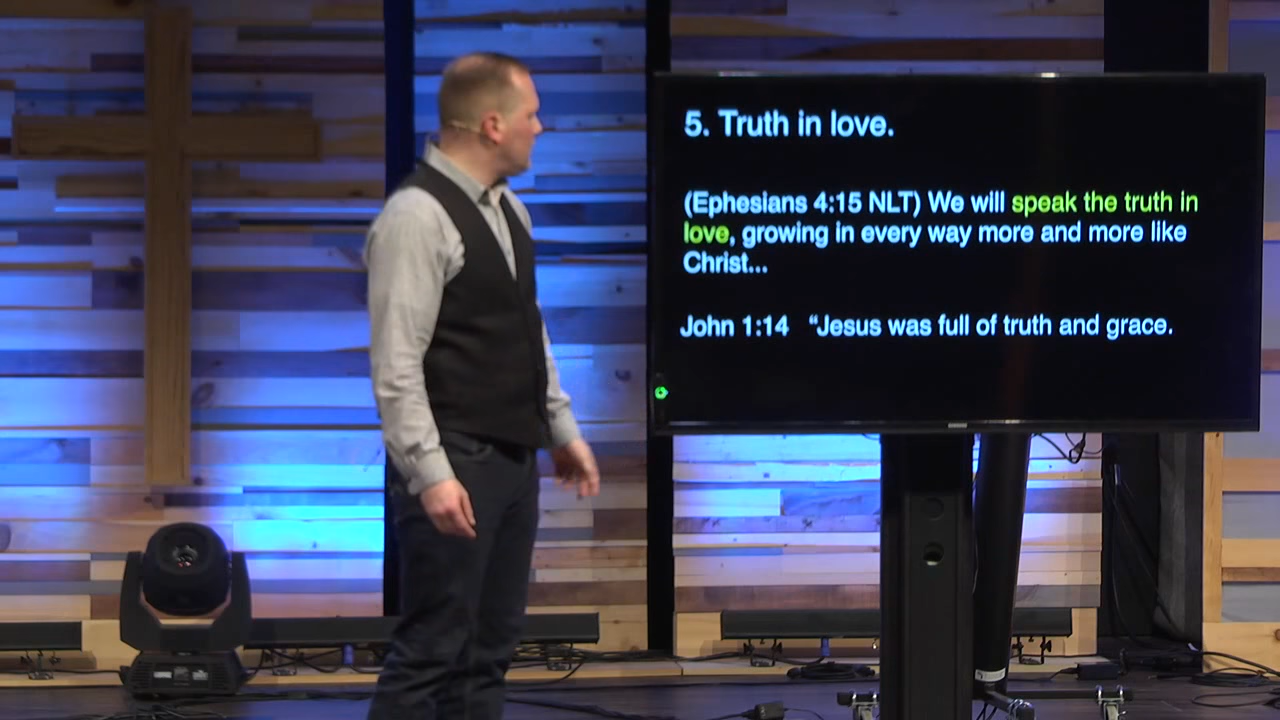 5. Truth in love.
(Ephesians 4:15 NLT) We will speak the truth in
love, growing in every way more and more like
Christ...
John 1:14 “Jesus was full of truth and grace.